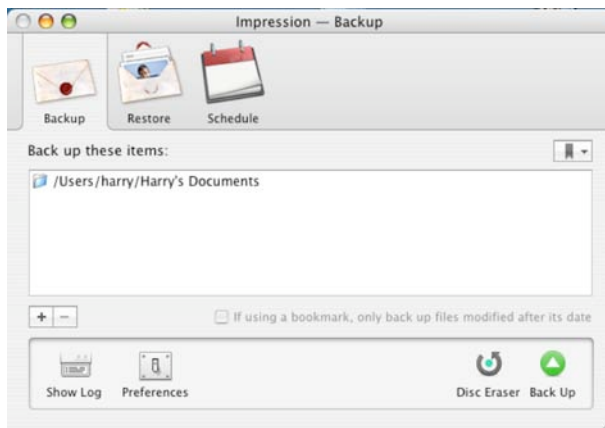 Impression — Backup
Backup Restore Schedule
Back up these items:
/Users/harry/Harry's Documents
+ − If using a bookmark, only back up files modified after its date
Show Log Preferences Disc Eraser Back Up